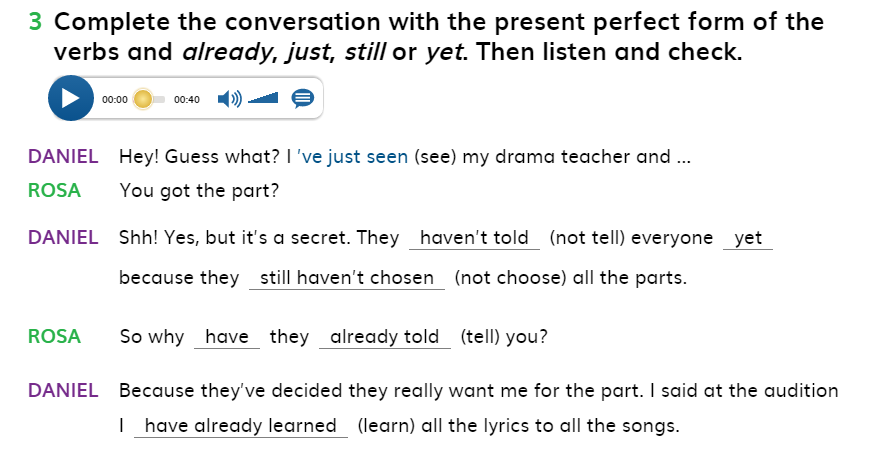 3 Complete the conversation with the present perfect form of the
verbs and already, just, still or yet. Then listen and check.
00:00 00:40
DANIEL Hey! Guess what? I 've just seen (see) my drama teacher and ...
ROSA You got the part?
DANIEL Shh! Yes, but it's a secret. They haven't told (not tell) everyone yet
because they still haven't chosen (not choose) all the parts.
ROSA So why have they already told (tell) you?
DANIEL Because they've decided they really want me for the part. I said at the audition
I have already learned (learn) all the lyrics to all the songs.